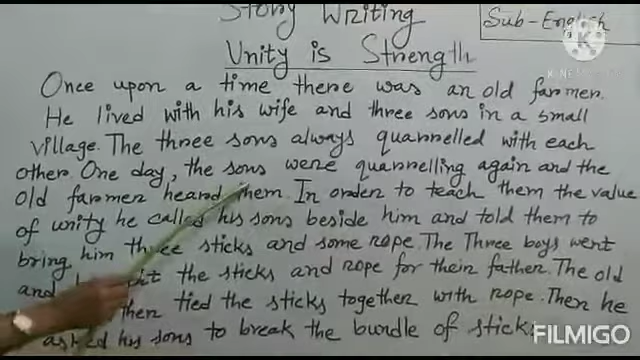 Story Writing
Sub-English
Unity is Strength
KINEMASTER
Once upon a time there was an old farmer.
He lived with his wife and three sons in a small
village. The three sons always quarrelled with each
other. One day, the sons were quarrelling again and the
old farmer heard them. In order to teach them the value
of unity he called his sons beside him and told them to
bring him three sticks and some rope. The Three boys went
and the sticks and rope for their father. The old
then tied the sticks together with rope. Then he
asked his sons to break the bundle of sticks
FILMIGO